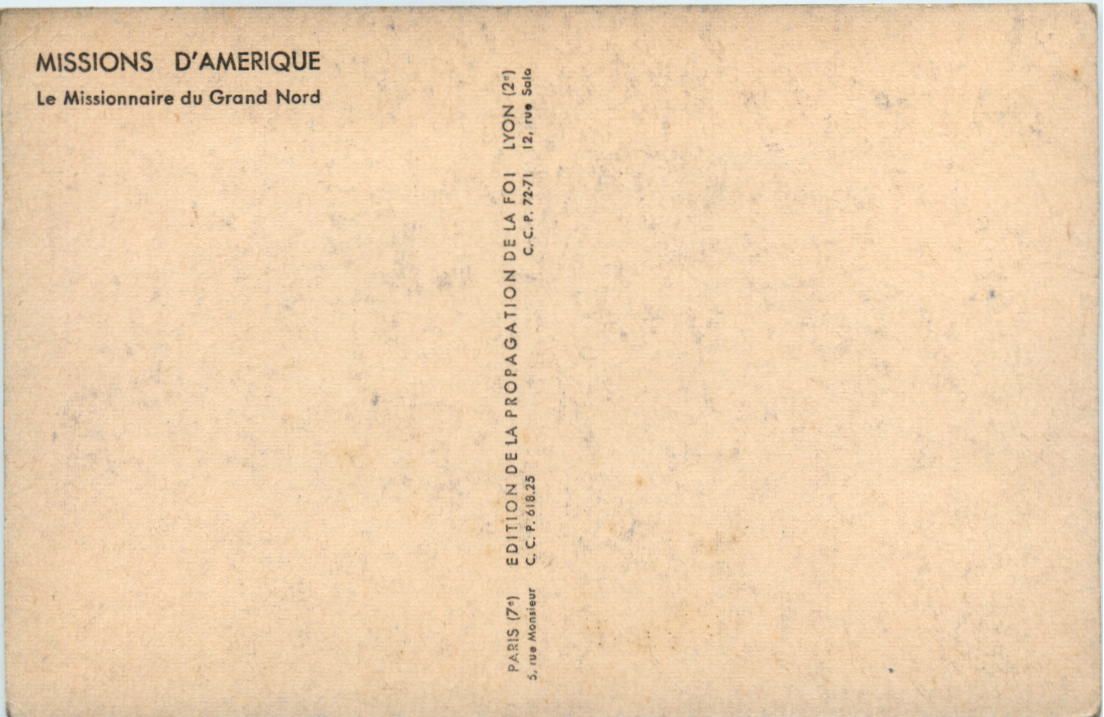 MISSIONS D'AMERIQUE
Le Missionnaire du Grand Nord
PARIS (7e) EDITION DE LA PROPAGATION DE LA FOI LYON (2e)
5, rue Monsieur C. C. P. 618.25 C. C. P. 72-71 12, rue Sala